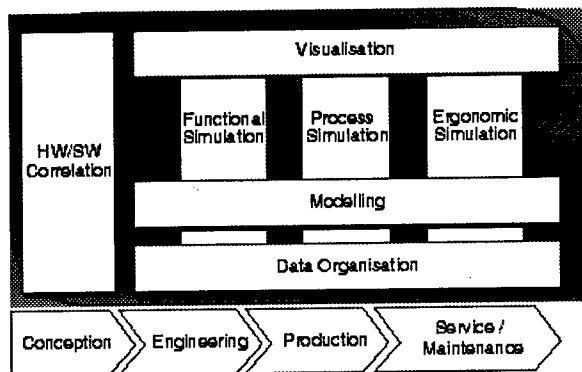 Visualisation
Functional
Simulation
Process
Simulation
Ergonomic
Simulation
HW/SW
Correlation
Modelling
Data Organisation
Conception
Engineering
Production
Service /
Maintenance